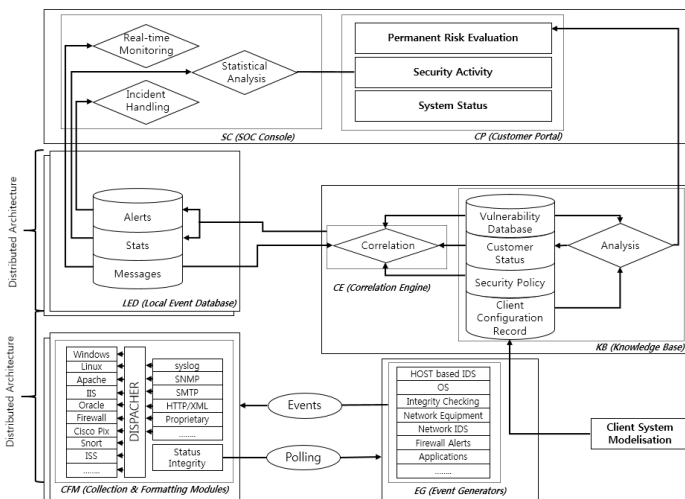 Real-time
Monitoring
Statistical
Analysis
Incident
Handling
SC (SOC Console)
Permanent Risk Evaluation
Security Activity
System Status
CP (Customer Portal)
Distributed Architecture
Alerts
Stats
Messages
LED (Local Event Database)
Correlation
CE (Correlation Engine)
Vulnerability
Database
Customer
Status
Security Policy
Client
Configuration
Record
Analysis
KB (Knowledge Base)
Distributed Architecture
Windows
Linux
Apache
IIS
Oracle
Firewall
Cisco Pix
Snort
ISS
........
DISPACHER
syslog
SNMP
SMTP
HTTP/XML
Proprietary
........
Status
Integrity
CFM (Collection & Formatting Modules)
Events
Polling
HOST based IDS
OS
Integrity Checking
Network Equipment
Network IDS
Firewall Alerts
Applications
........
EG (Event Generators)
Client System
Modelisation